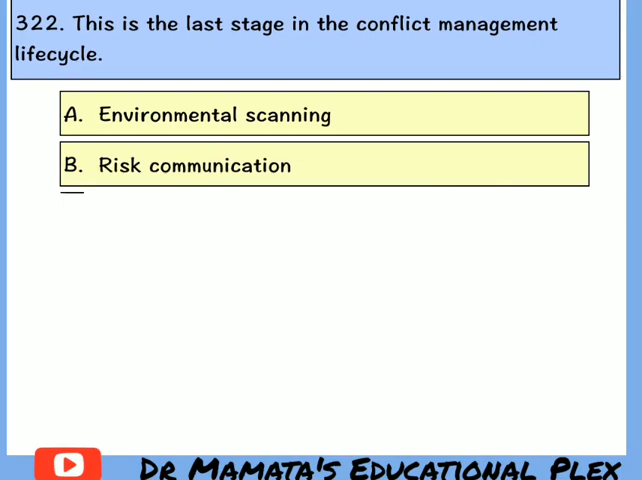 322. This is the last stage in the conflict management
lifecycle.
A. Environmental scanning
B. Risk communication
DR MAMATA'S EDUCATIONAL PLEX